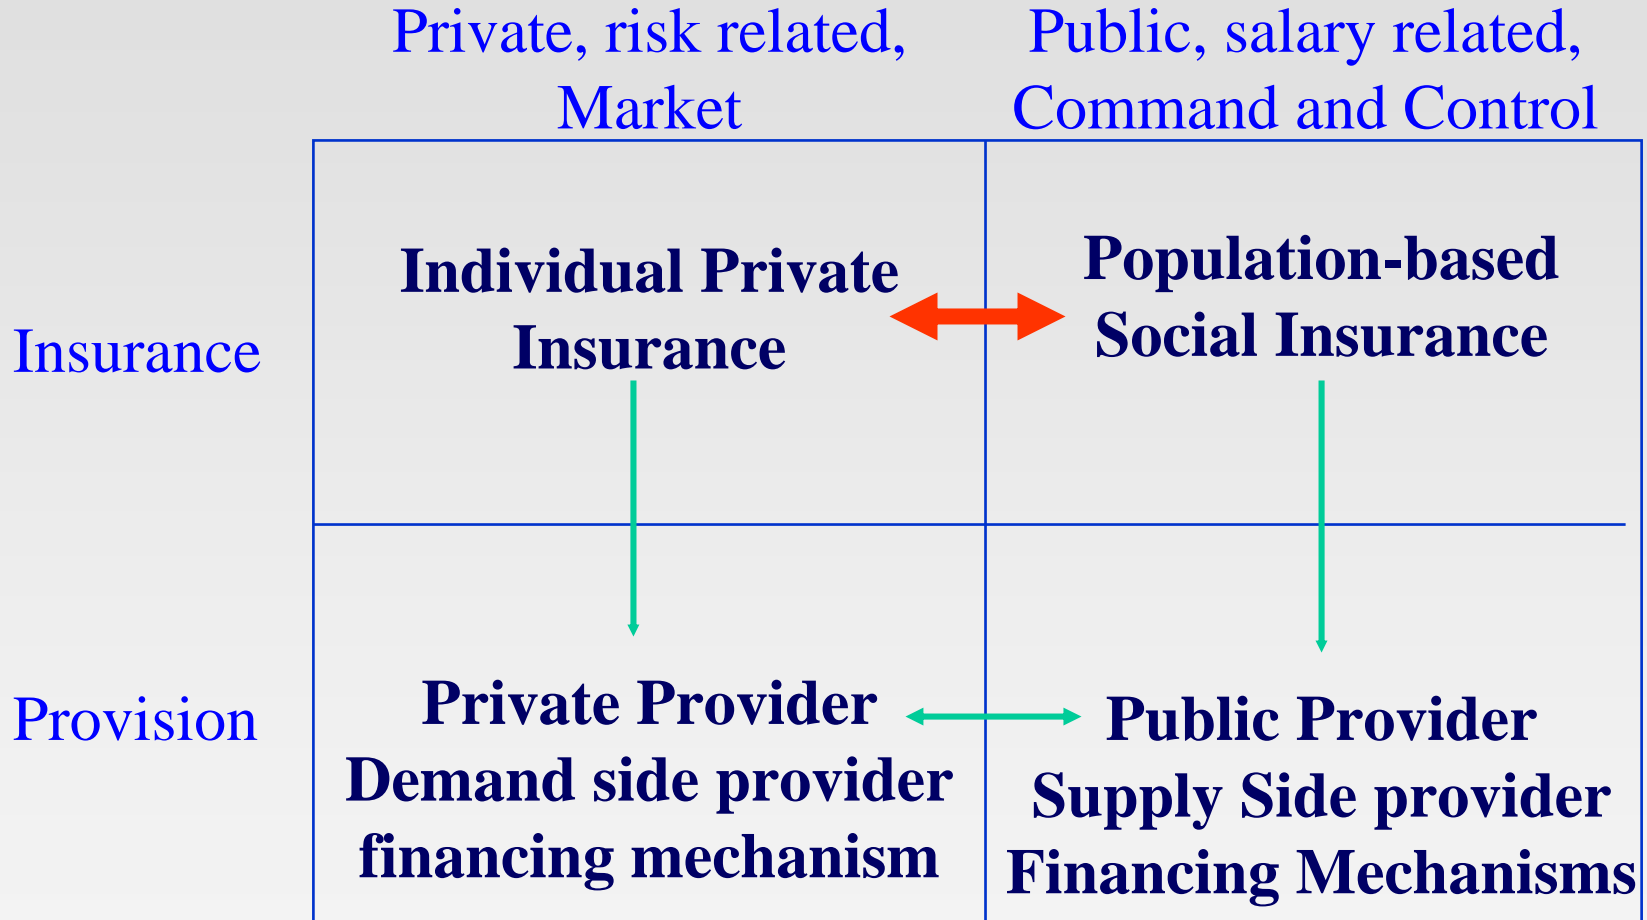 Private, risk related,
Market
Public, salary related,
Command and Control
Insurance
Individual Private
Insurance
Population-based
Social Insurance
Provision
Private Provider
Demand side provider
financing mechanism
Public Provider
Supply Side provider
Financing Mechanisms